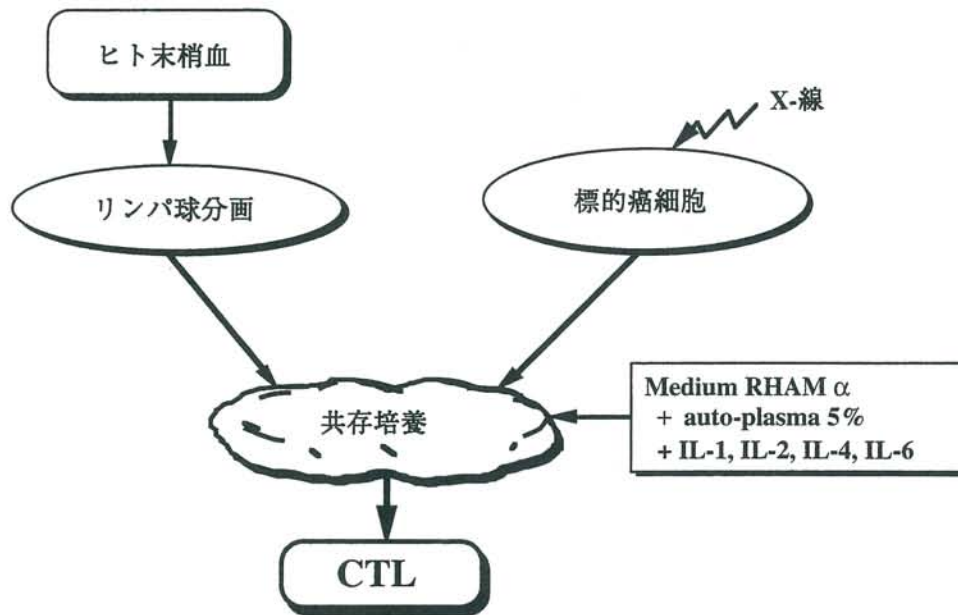 ヒト末梢血
X-線
リンパ球分画
標的癌細胞
共存培養
Medium RHAM α
+ auto-plasma 5%
+ IL-1, IL-2, IL-4, IL-6
CTL